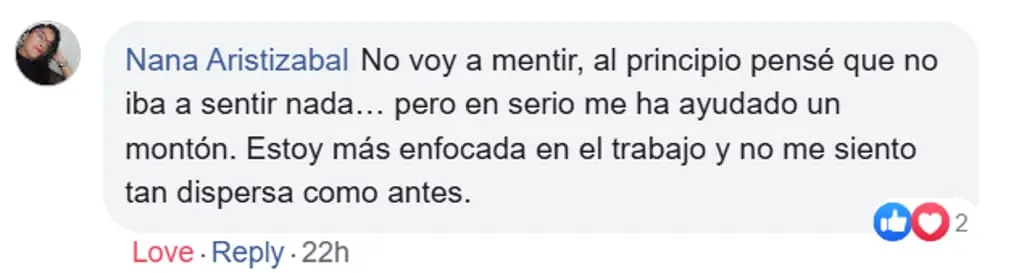 Nana Aristizabal No voy a mentir, al principio pensé que no
iba a sentir nada… pero en serio me ha ayudado un
montón. Estoy más enfocada en el trabajo y no me siento
tan dispersa como antes.
2
Love · Reply · 22h